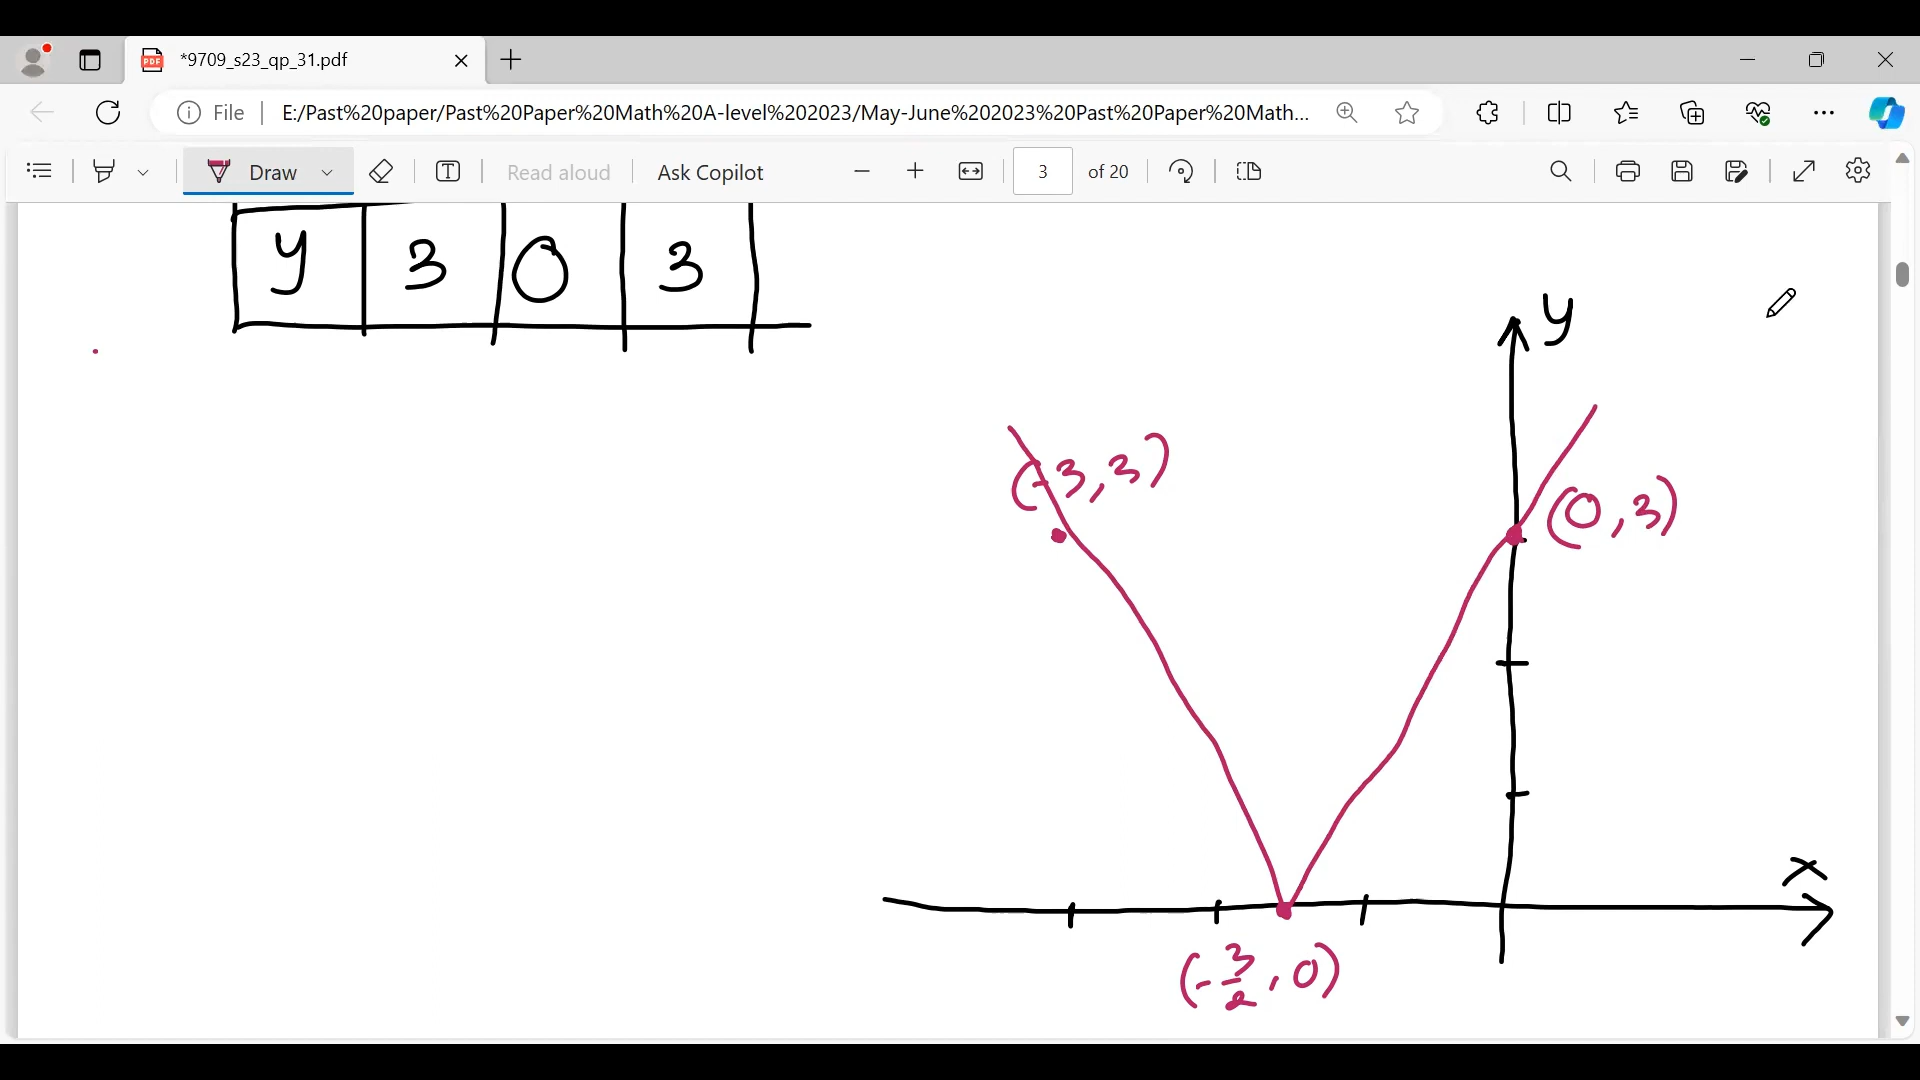 *9709_s23_qp_31.pdf
File
E:/Past%20paper/Past%20Paper%20Math%20A-level%202023/May-June%202023%20Past%20Paper%20Math...
Draw
Read aloud
Ask Copilot
3
of 20
y 3 0 3
y
(-3,3)
(0,3)
x
(-3/2,0)